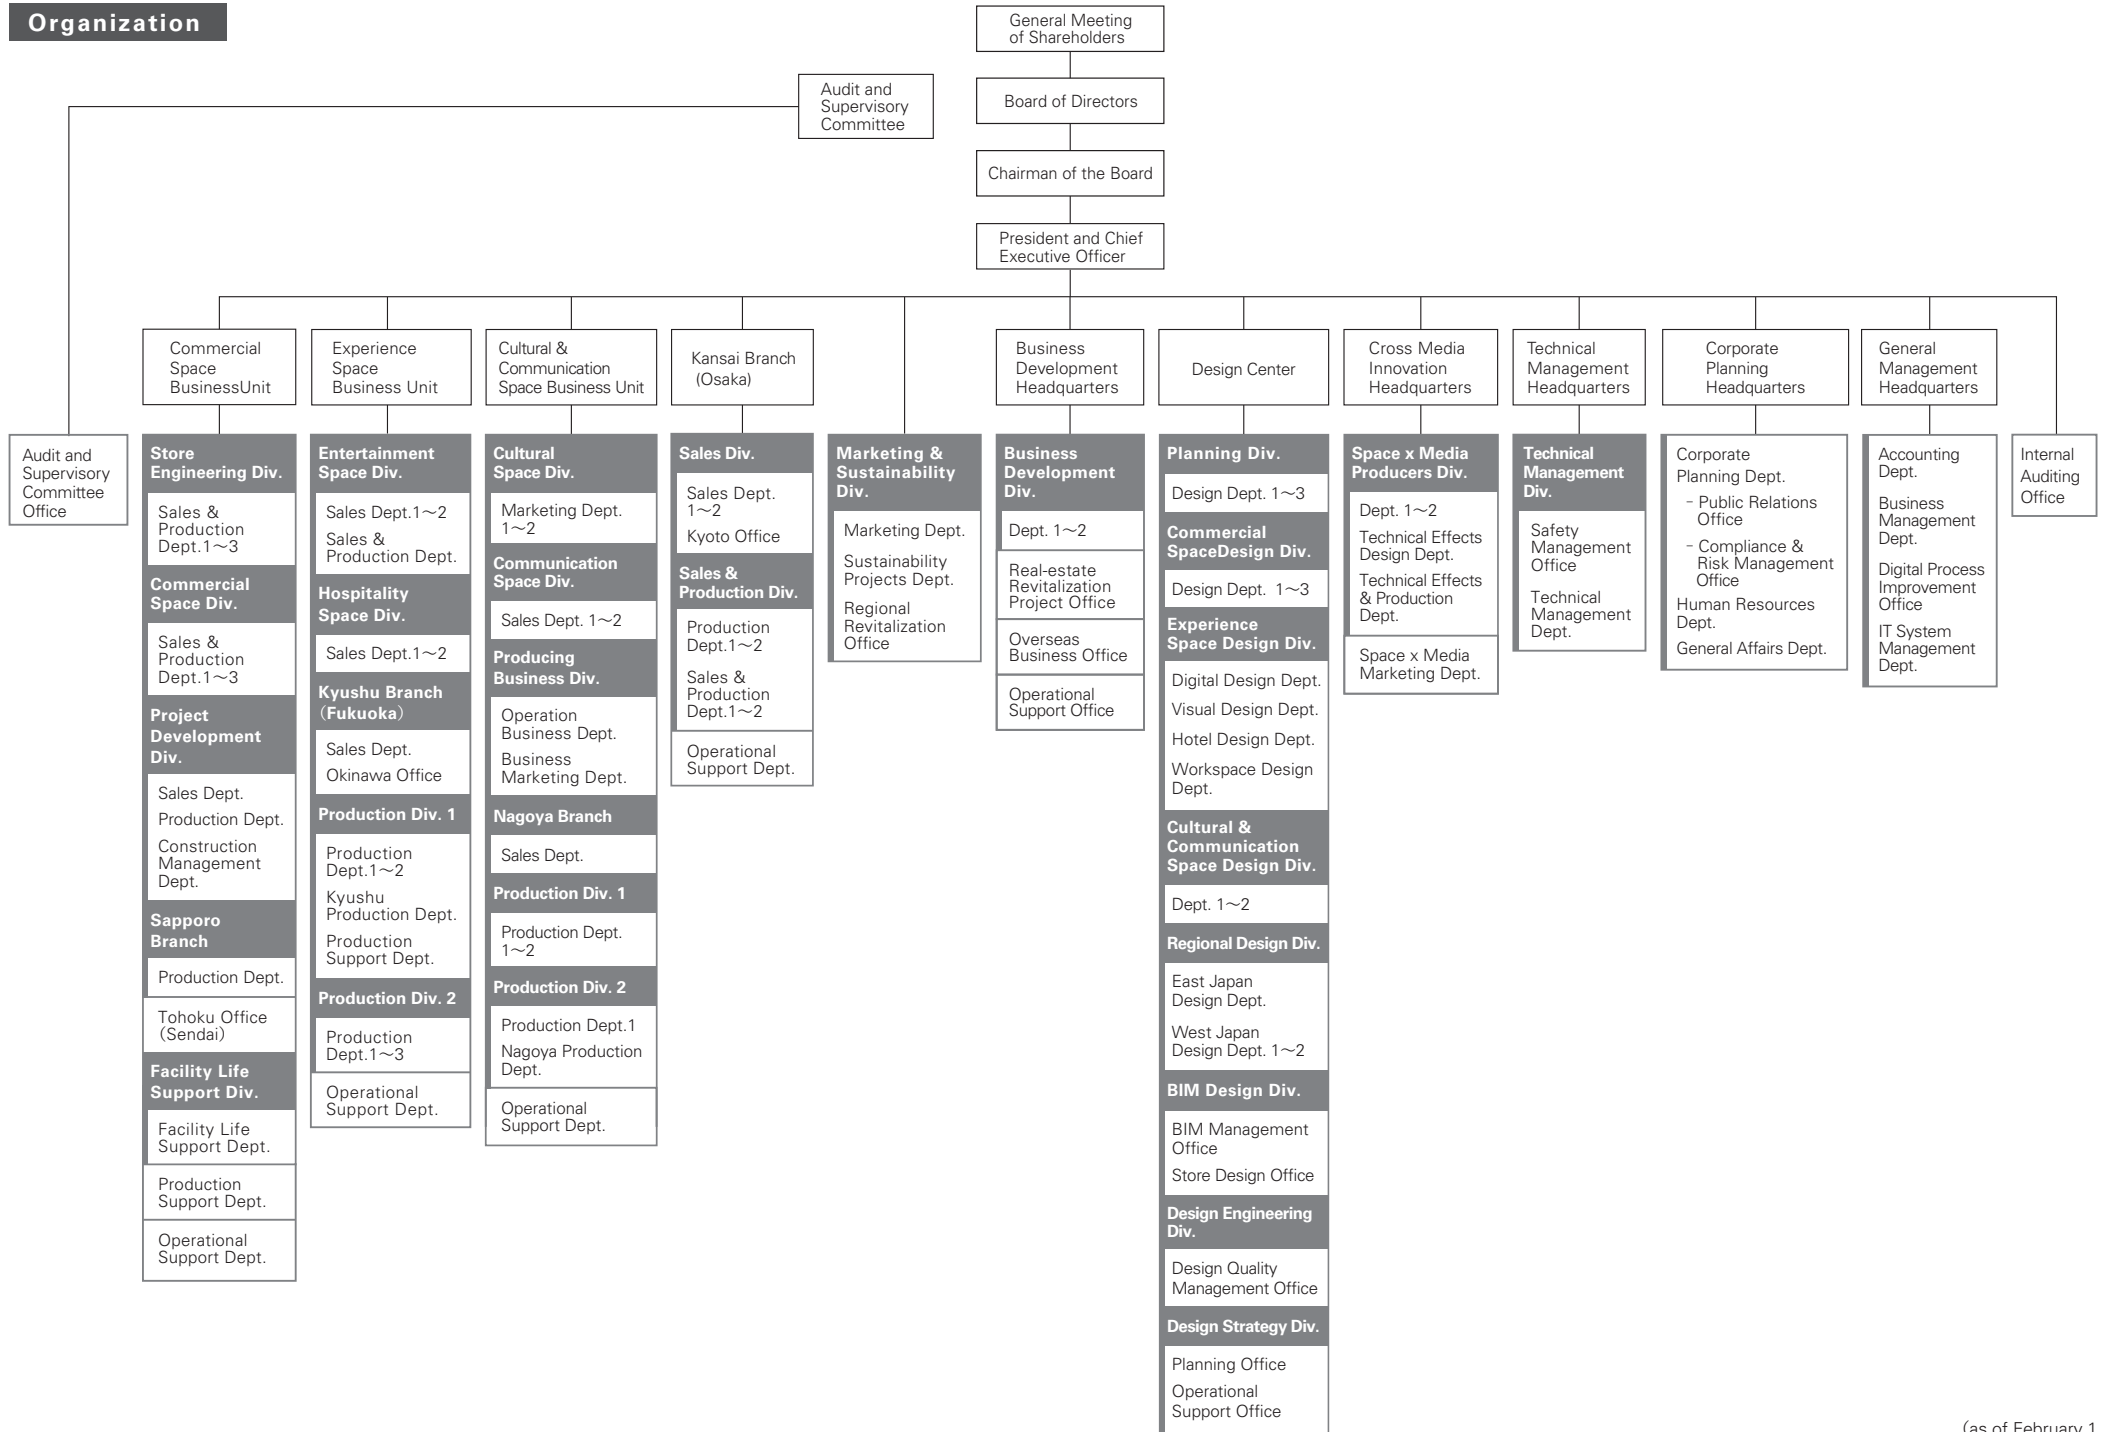 Organization
General Meeting
of Shareholders
Audit and
Supervisory
Committee
Board of Directors
Chairman of the Board
President and Chief
Executive Officer
Audit and
Supervisory
Committee
Office
Commercial
Space
BusinessUnit
Store
Engineering Div.
Sales &
Production
Dept.1～3
Commercial
Space Div.
Sales &
Production
Dept.1～3
Project
Development
Div.
Sales Dept.
Production Dept.
Construction
Management
Dept.
Sapporo
Branch
Production Dept.
Tohoku Office
(Sendai)
Facility Life
Support Div.
Facility Life
Support Dept.
Production
Support Dept.
Operational
Support Dept.
Experience
Space
Business Unit
Entertainment
Space Div.
Sales Dept.1～2
Sales &
Production Dept.
Hospitality
Space Div.
Sales Dept.1～2
Kyushu Branch
(Fukuoka)
Sales Dept.
Okinawa Office
Production Div. 1
Production
Dept.1～2
Kyushu
Production Dept.
Production
Support Dept.
Production Div. 2
Production
Dept.1～3
Operational
Support Dept.
Cultural &
Communication
Space Business Unit
Cultural
Space Div.
Marketing Dept.
1～2
Communication
Space Div.
Sales Dept. 1～2
Producing
Business Div.
Operation
Business Dept.
Business
Marketing Dept.
Nagoya Branch
Sales Dept.
Production Div. 1
Production Dept.
1～2
Production Div. 2
Production Dept.1
Nagoya Production
Dept.
Operational
Support Dept.
Kansai Branch
(Osaka)
Sales Div.
Sales Dept.
1～2
Kyoto Office
Sales &
Production Div.
Production
Dept.1～2
Sales &
Production
Dept.1～2
Operational
Support Dept.
Marketing &
Sustainability
Div.
Marketing Dept.
Sustainability
Projects Dept.
Regional
Revitalization
Office
Business
Development
Headquarters
Business
Development
Div.
Dept. 1～2
Real-estate
Revitalization
Project Office
Overseas
Business Office
Operational
Support Office
Design Center
Planning Div.
Design Dept. 1～3
Commercial
SpaceDesign Div.
Design Dept. 1～3
Experience
Space Design Div.
Digital Design Dept.
Visual Design Dept.
Hotel Design Dept.
Workspace Design
Dept.
Cultural &
Communication
Space Design Div.
Dept. 1～2
Regional Design Div.
East Japan
Design Dept.
West Japan
Design Dept. 1～2
BIM Design Div.
BIM Management
Office
Store Design Office
Design Engineering
Div.
Design Quality
Management Office
Design Strategy Div.
Planning Office
Operational
Support Office
Cross Media
Innovation
Headquarters
Space x Media
Producers Div.
Dept. 1～2
Technical Effects
Design Dept.
Technical Effects
& Production
Dept.
Space x Media
Marketing Dept.
Technical
Management
Headquarters
Technical
Management
Div.
Safety
Management
Office
Technical
Management
Dept.
Corporate
Planning
Headquarters
Corporate
Planning Dept.
– Public Relations
Office
– Compliance &
Risk Management
Office
Human Resources
Dept.
General Affairs Dept.
General
Management
Headquarters
Accounting
Dept.
Business
Management
Dept.
Digital Process
Improvement
Office
IT System
Management
Dept.
Internal
Auditing
Office
(as of February 1